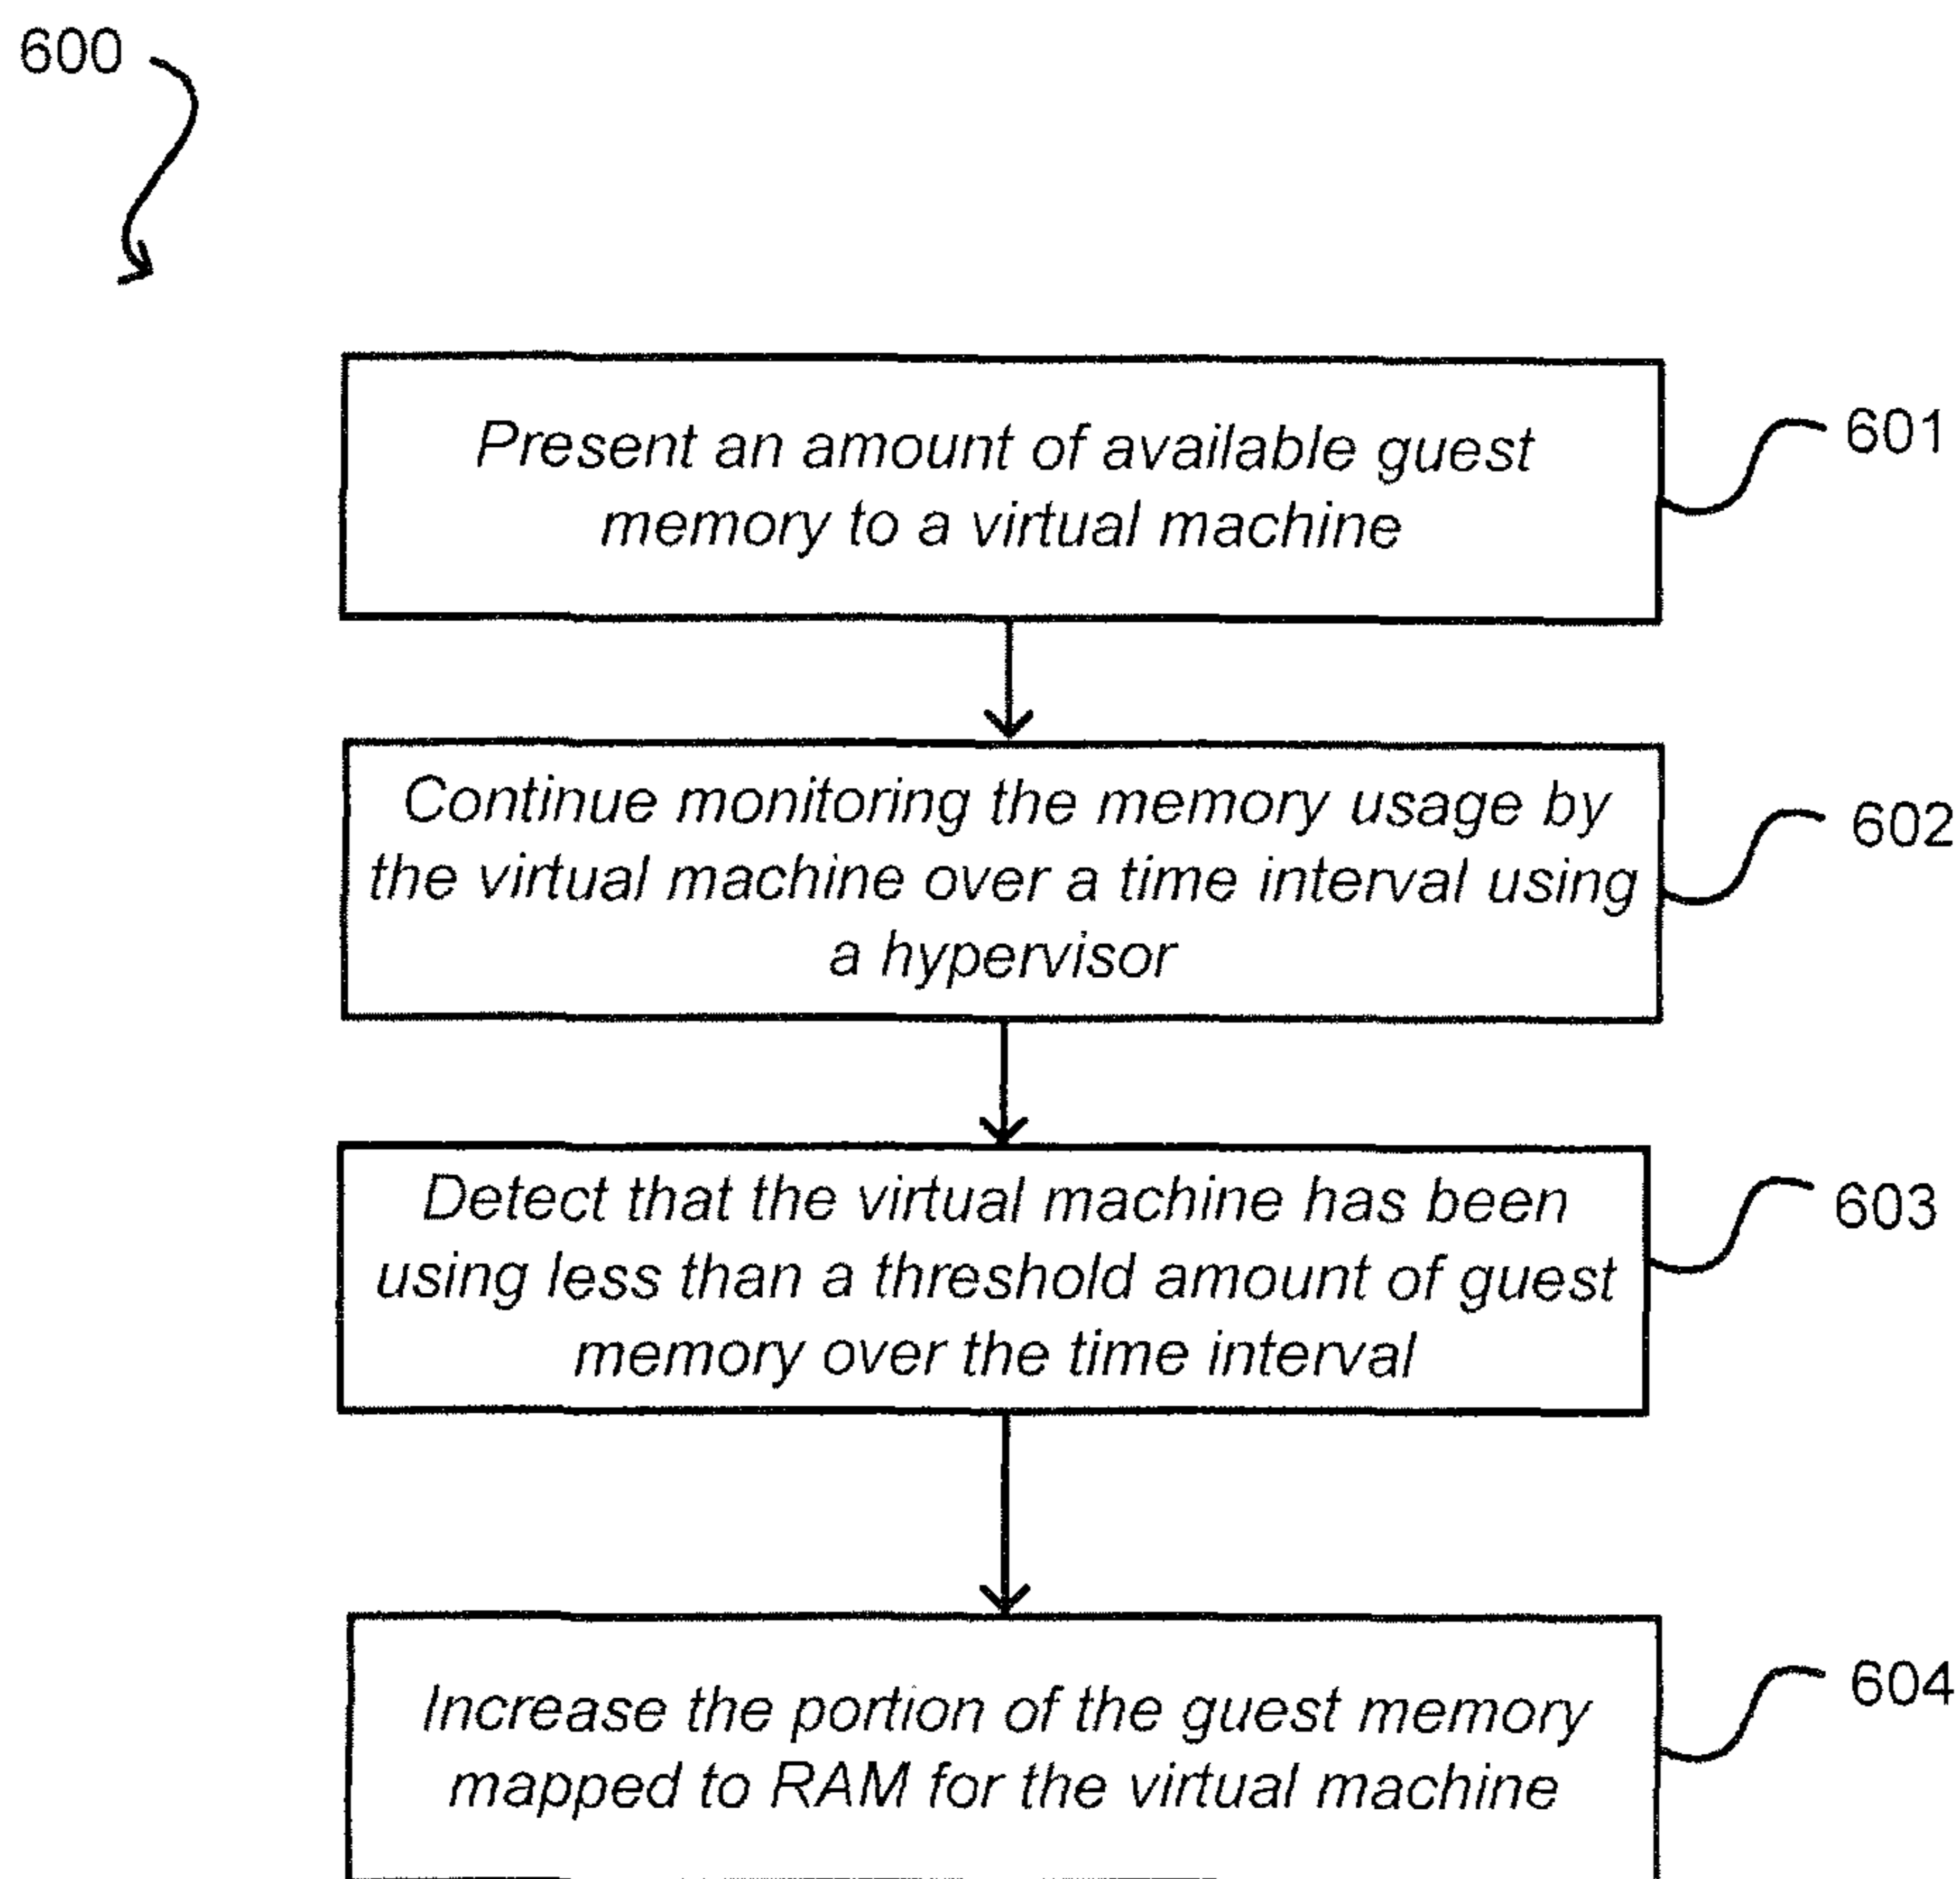 600
Present an amount of available guest
memory to a virtual machine
601
Continue monitoring the memory usage by
the virtual machine over a time interval using
a hypervisor
602
Detect that the virtual machine has been
using less than a threshold amount of guest
memory over the time interval
603
Increase the portion of the guest memory
mapped to RAM for the virtual machine
604